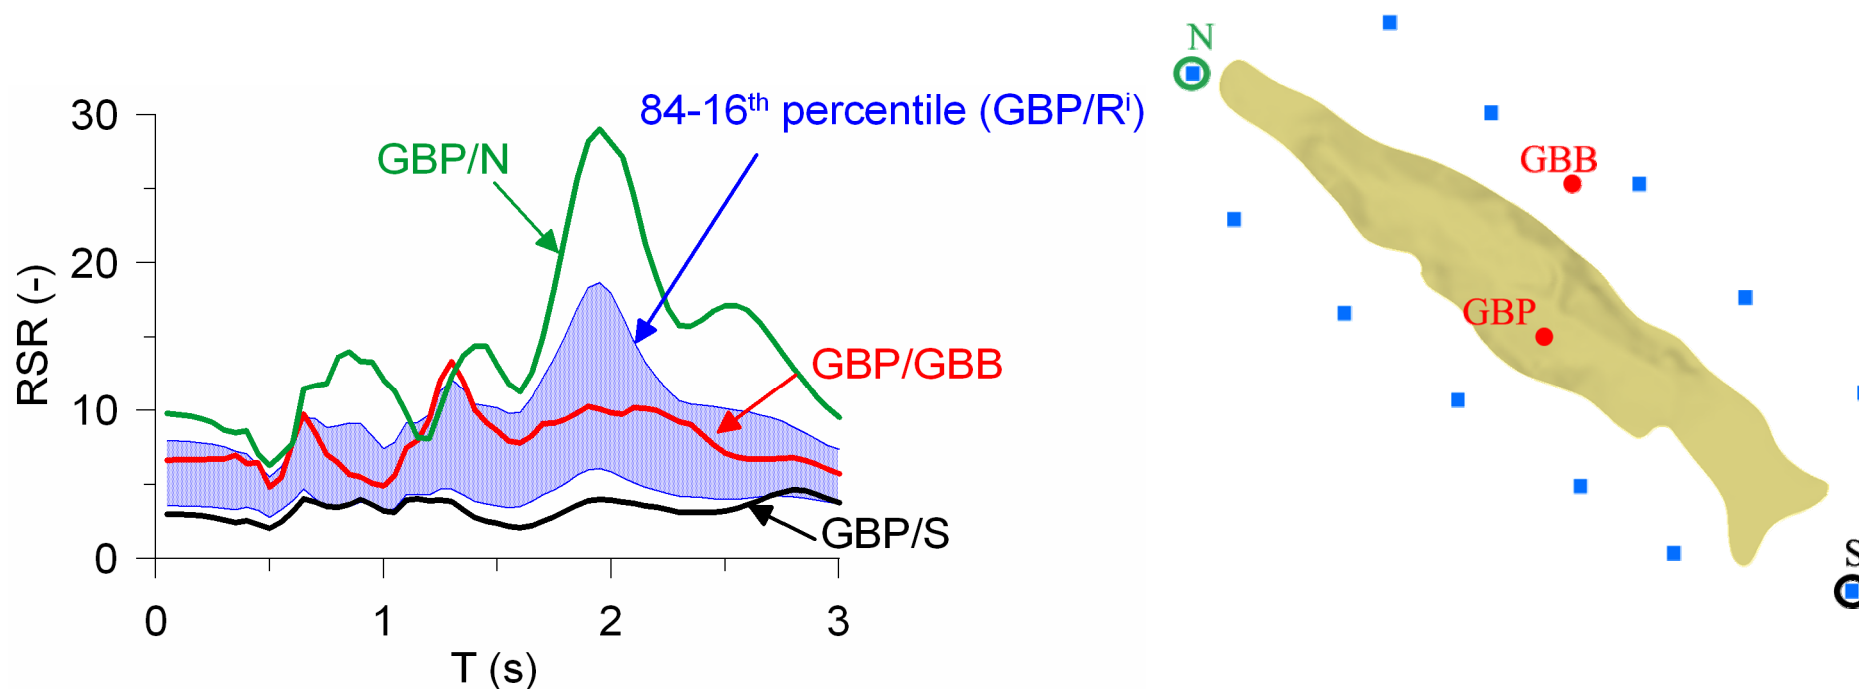 84-16th percentile (GBP/Ri)
GBP/N
GBP/GBB
GBP/S
RSR (-)
30
20
10
0
0 1 2 3
T (s)
N
GBB
GBP
S